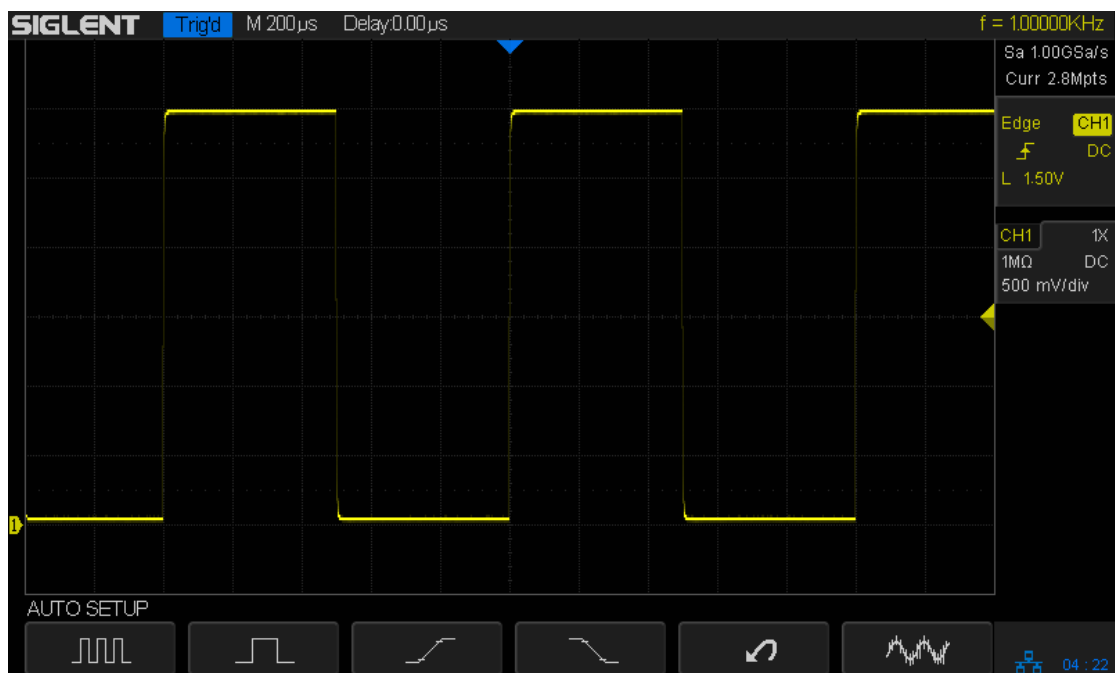 SIGLENT Trig'd M 200µs Delay:0.00µs f = 1.00000KHz
Sa 1.00GSa/s
Curr 2.8Mpts
Edge CH1
DC
L 1.50V
CH1 1X
1MΩ DC
500 mV/div
1
AUTO SETUP
04 : 22